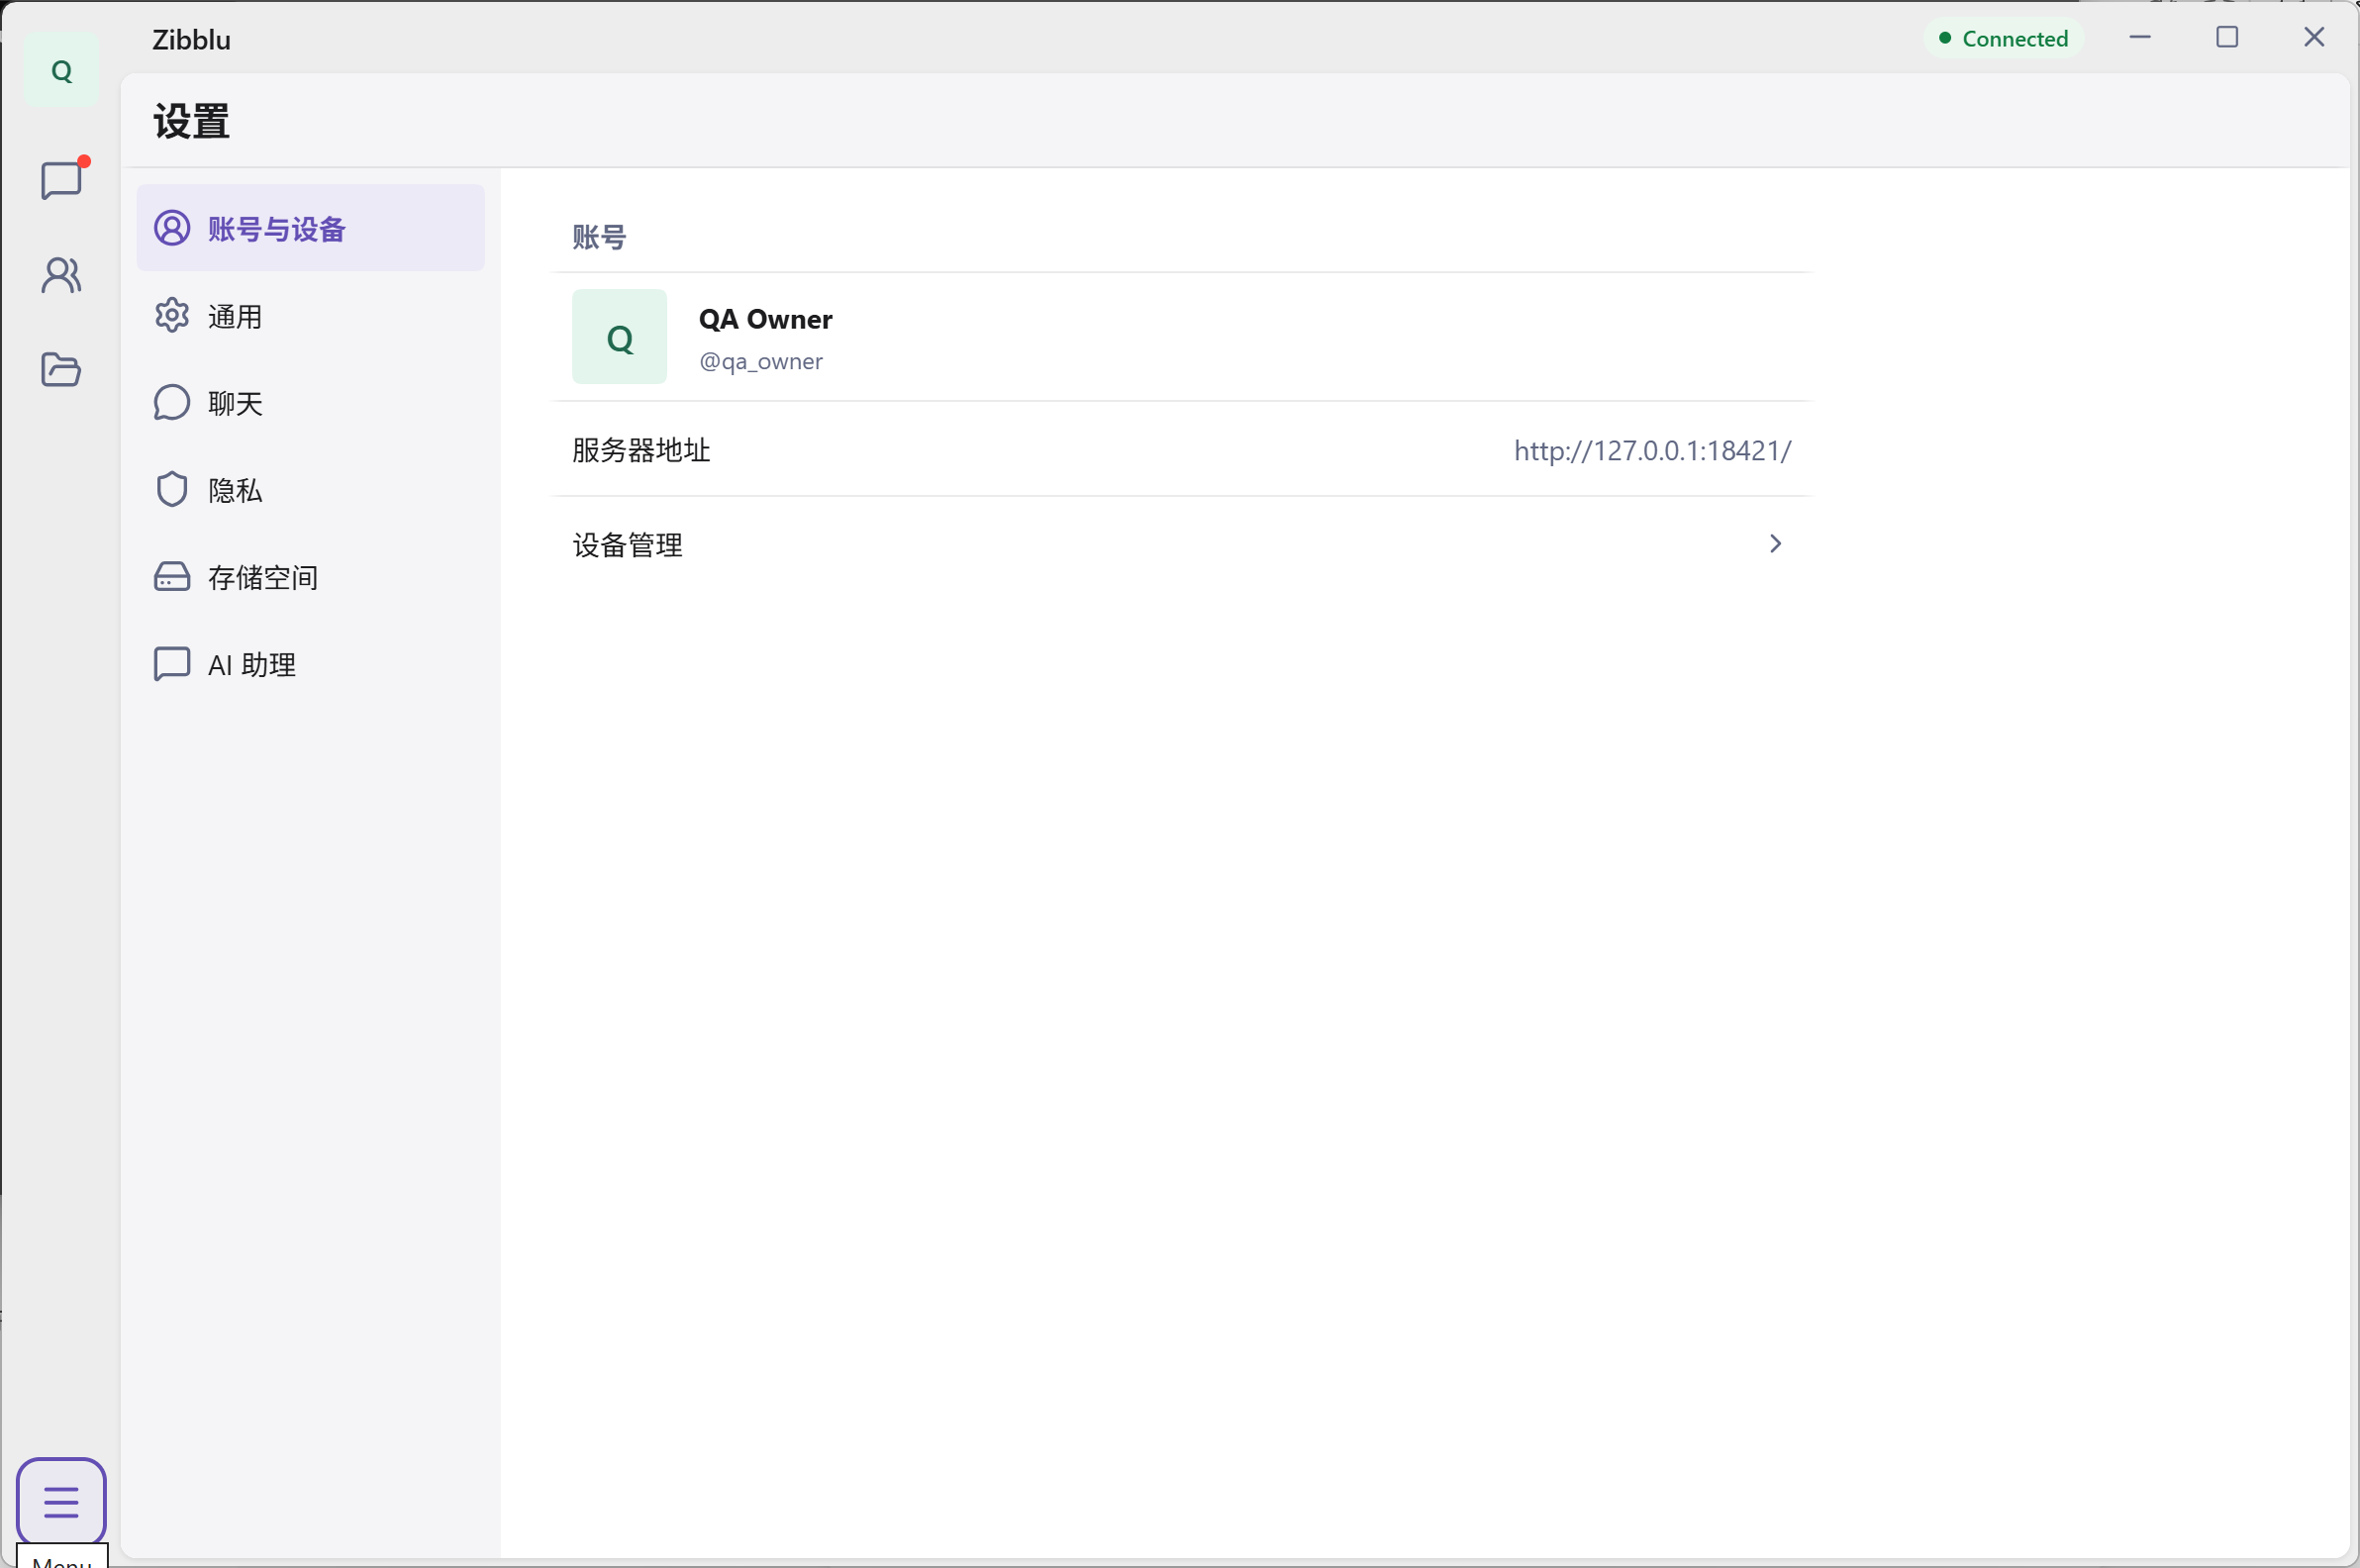 Zibblu
Connected
Q
设置
账号与设备
通用
聊天
隐私
存储空间
AI 助理
账号
Q
QA Owner
@qa_owner
服务器地址
http://127.0.0.1:18421/
设备管理
Menu